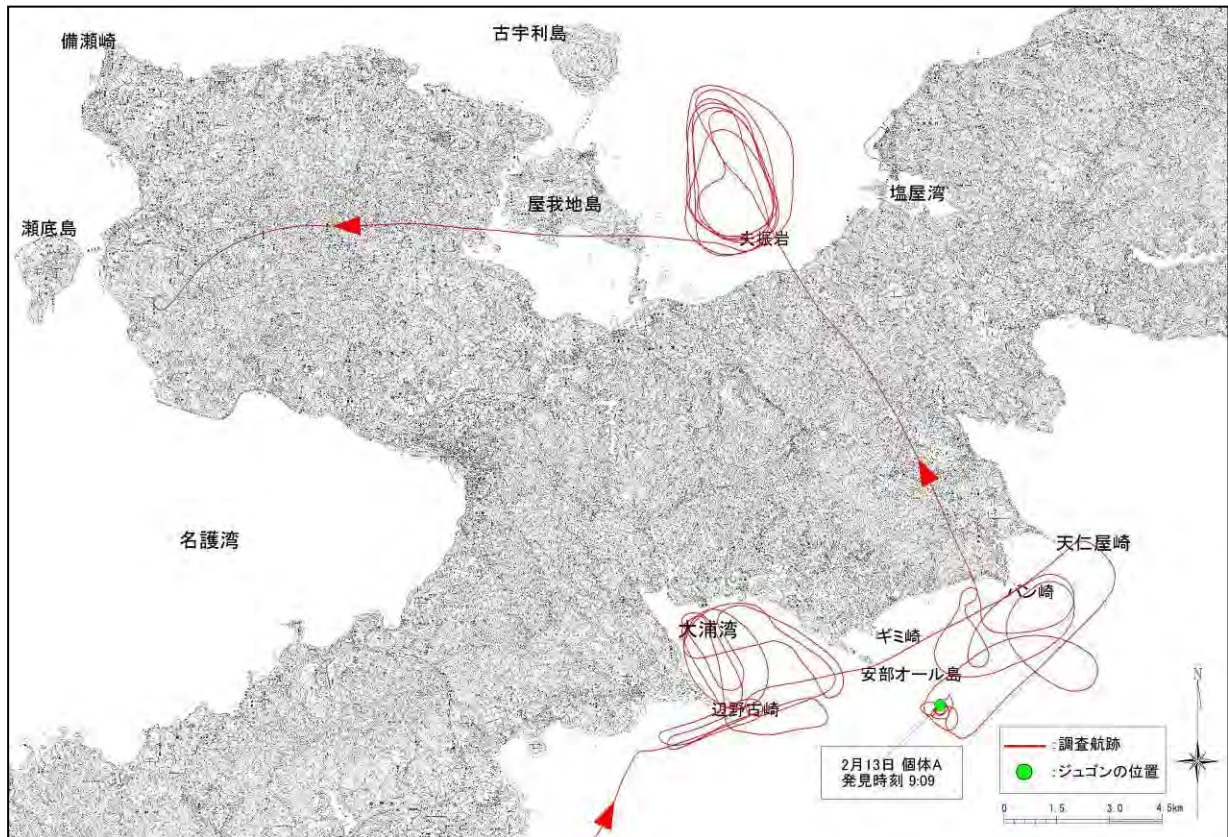 備瀬崎
古宇利島
瀬底島
屋我地島
塩屋湾
夫振岩
名護湾
天仁屋崎
バン崎
大浦湾
ギミ崎
安部オール島
辺野古崎
2月13日 個体A
発見時刻 9:09
:調査航跡
:ジュゴンの位置
0 1.5 3.0 4.5km
N